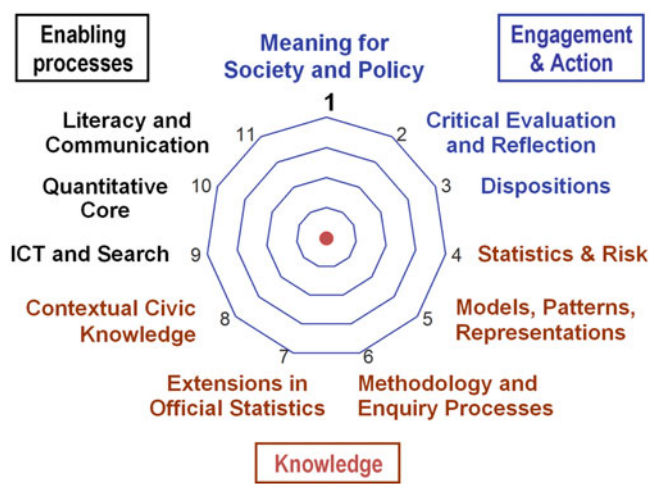 Enabling
processes
Meaning for
Society and Policy
Engagement
& Action
1
2
Critical Evaluation
and Reflection
3
Dispositions
4
Statistics & Risk
5
Models, Patterns,
Representations
6
Methodology and
Enquiry Processes
7
Extensions in
Official Statistics
8
Contextual Civic
Knowledge
9
ICT and Search
10
Quantitative
Core
11
Literacy and
Communication
Knowledge